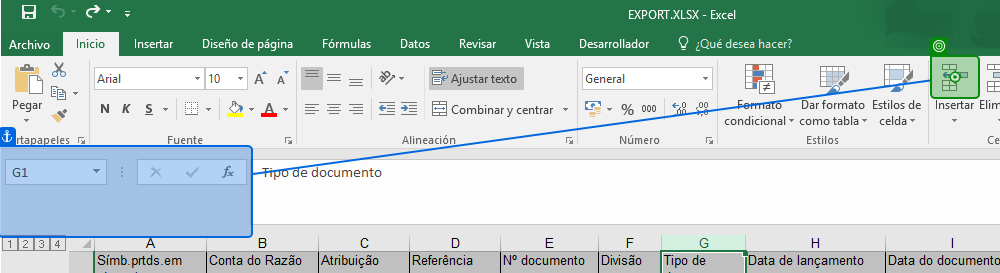 EXPORT.XLSX - Excel
Archivo Inicio Insertar Diseño de página Fórmulas Datos Revisar Vista Desarrollador ¿Qué desea hacer?
Pegar
Arial 10
Ajustar texto
Combinar y centrar
General
% 000
Formato condicional
Dar formato como tabla
Estilos de celda
Insertar
rtapapeles Fuente Alineación Número Estilos Ce
G1 fx Tipo de documento
1 2 3 4 A B C D E F G H I
Símb.prtds.em Conta do Razão Atribuição Referência Nº documento Divisão Tipo de Data de lançamento Data do documento